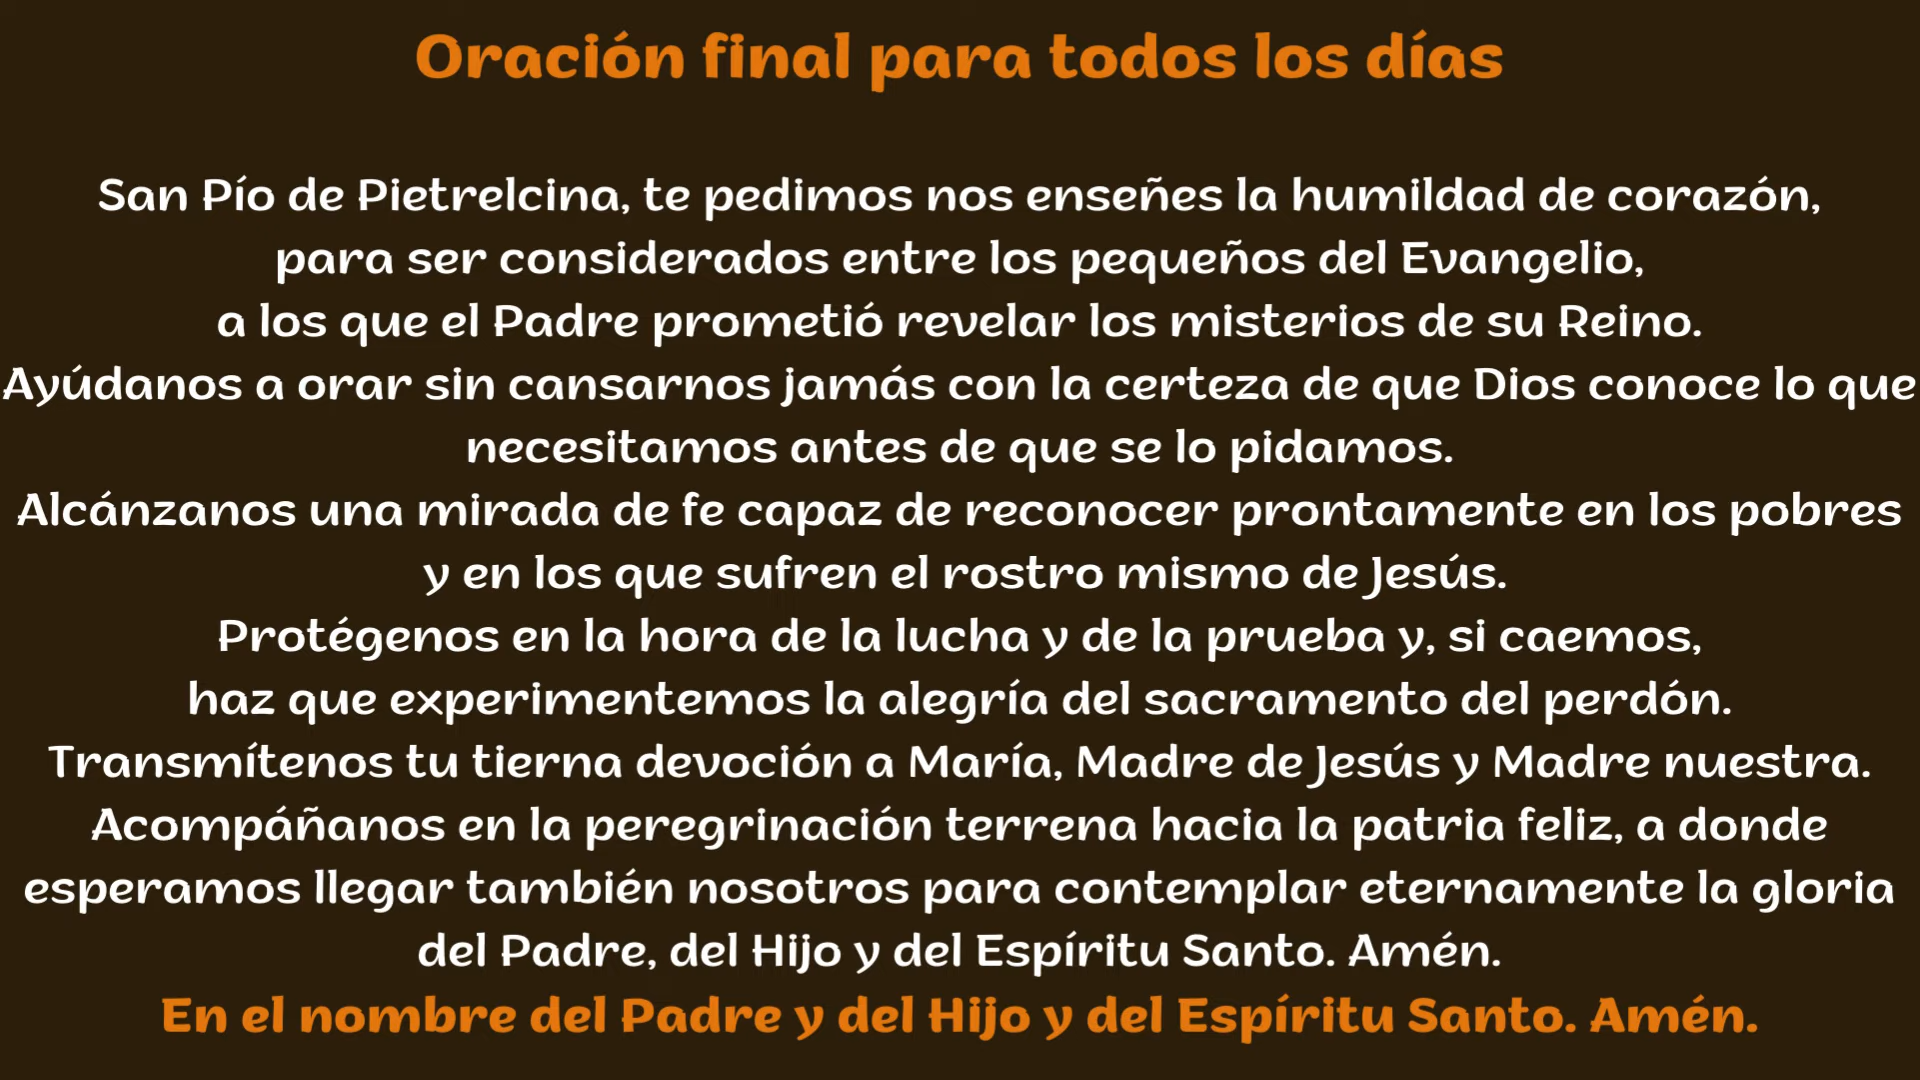 Oración final para todos los días
San Pío de Pietrelcina, te pedimos nos enseñes la humildad de corazón,
para ser considerados entre los pequeños del Evangelio,
a los que el Padre prometió revelar los misterios de su Reino.
Ayúdanos a orar sin cansarnos jamás con la certeza de que Dios conoce lo que
necesitamos antes de que se lo pidamos.
Alcánzanos una mirada de fe capaz de reconocer prontamente en los pobres
y en los que sufren el rostro mismo de Jesús.
Protégenos en la hora de la lucha y de la prueba y, si caemos,
haz que experimentemos la alegría del sacramento del perdón.
Transmítenos tu tierna devoción a María, Madre de Jesús y Madre nuestra.
Acompáñanos en la peregrinación terrena hacia la patria feliz, a donde
esperamos llegar también nosotros para contemplar eternamente la gloria
del Padre, del Hijo y del Espíritu Santo. Amén.
En el nombre del Padre y del Hijo y del Espíritu Santo. Amén.